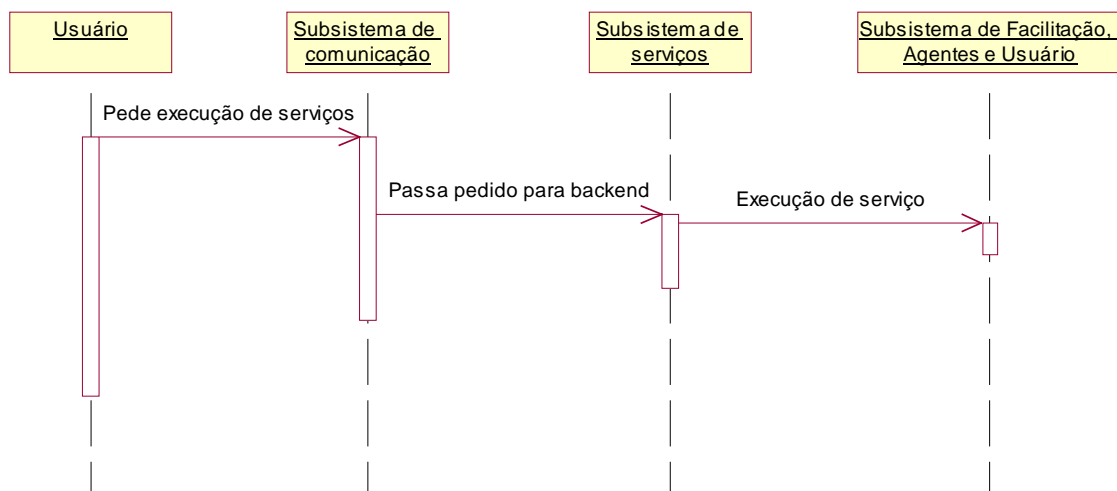 Usuário
Subsistema de
comunicação
Subsistema de
serviços
Subsistema de Facilitação,
Agentes e Usuário
Pede execução de serviços
Passa pedido para backend
Execução de serviço